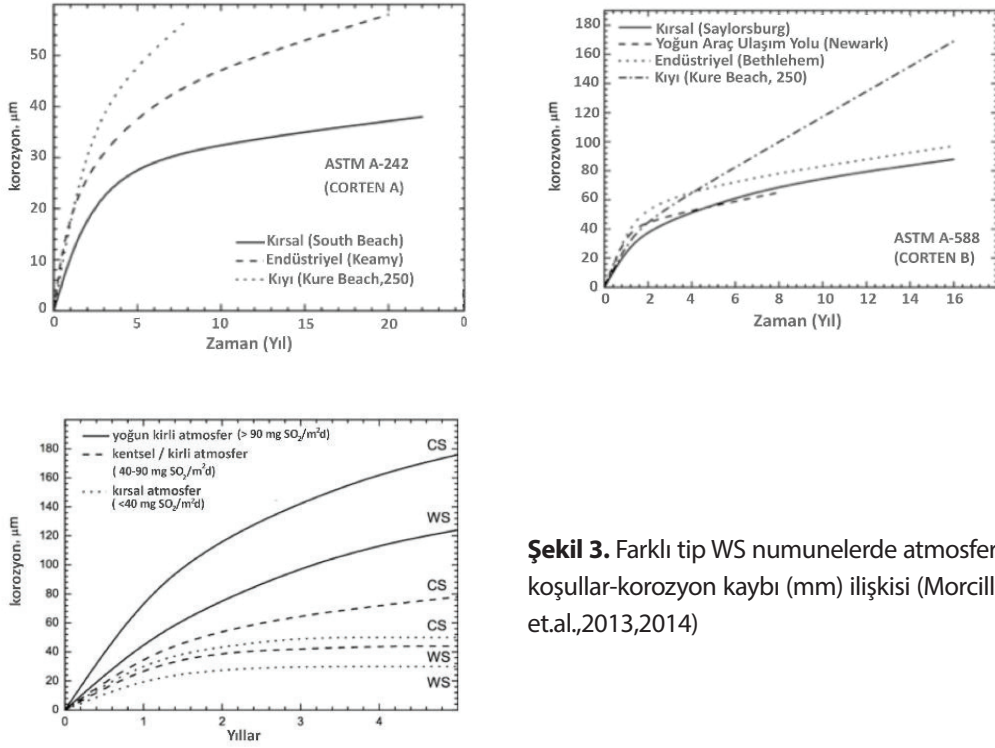 50
40
30
20
10
0
korozyon, µm
ASTM A-242
(CORTEN A)
Kırsal (South Beach)
Endüstriyel (Keamy)
Kıyı (Kure Beach,250)
0 5 10 15 20 0
Zaman (Yıl)
180
160
140
120
100
80
60
40
20
0
korozvon, µm
Kırsal (Saylorsburg)
Yoğun Araç Ulaşım Yolu (Newark)
Endüstriyel (Bethlehem)
Kıyı (Kure Beach, 250)
ASTM A-588
(CORTEN B)
0 2 4 6 8 10 12 14 16
Zaman (Yıl)
180
160
140
120
100
80
60
40
20
0
korozyon, µm
yoğun kirli atmosfer (> 90 mg SO₂/m²d)
kentsel / kirli atmosfer
( 40-90 mg SO₂/m²d)
kırsal atmosfer
( <40 mg SO₂/m²d)
CS
WS
CS
CS
WS
WS
0 1 2 3 4
Yıllar
Şekil 3. Farklı tip WS numunelerde atmosfer
koşullar-korozyon kaybı (mm) ilişkisi (Morcill
et.al.,2013,2014)